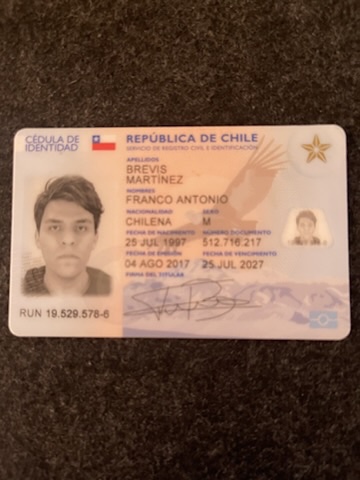 CÉDULA DE
IDENTIDAD
REPÚBLICA DE CHILE
SERVICIO DE REGISTRO CIVIL E IDENTIFICACIÓN
APELLIDOS
BREVIS
MARTÍNEZ
NOMBRES
FRANCO ANTONIO
NACIONALIDAD SEXO
CHILENA M
FECHA DE NACIMIENTO NÚMERO DOCUMENTO
25 JUL 1997 512.716.217
FECHA DE EMISIÓN FECHA DE VENCIMIENTO
04 AGO 2017 25 JUL 2027
FIRMA DEL TITULAR
RUN 19.529.578-6